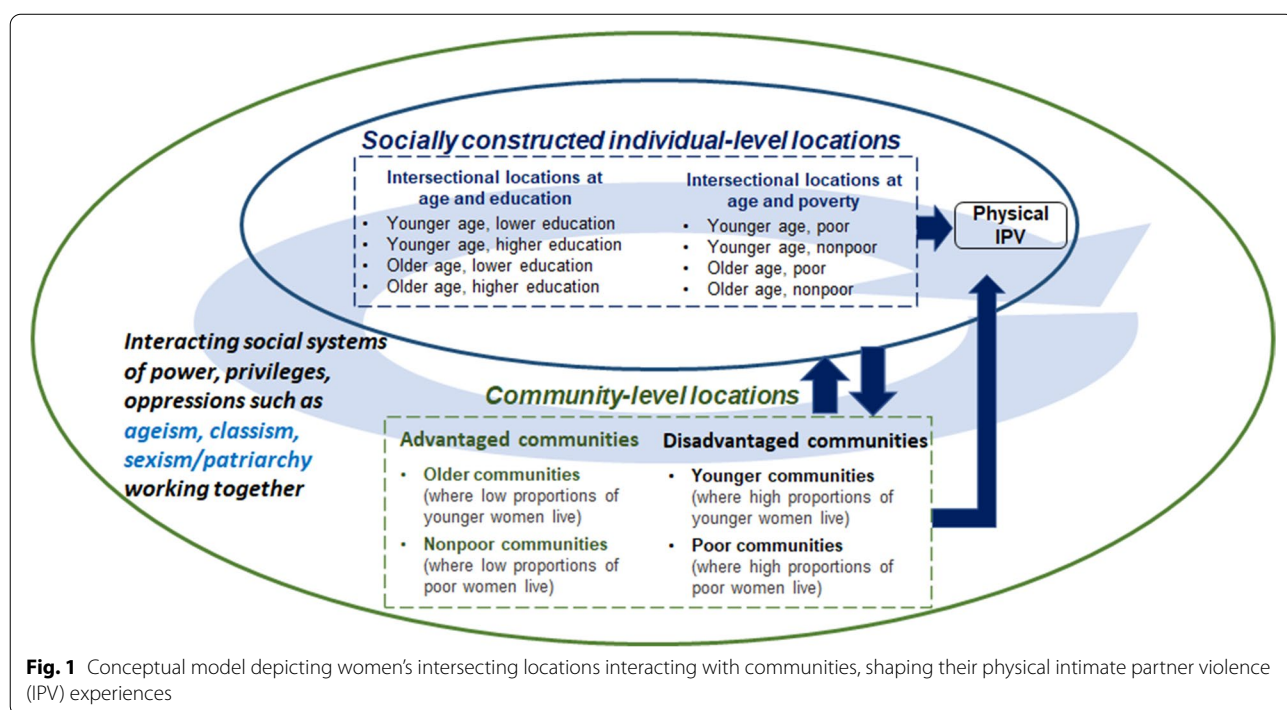 Socially constructed individual-level locations
Intersectional locations at
age and education
• Younger age, lower education
• Younger age, higher education
• Older age, lower education
• Older age, higher education
Intersectional locations at
age and poverty
• Younger age, poor
• Younger age, nonpoor
• Older age, poor
• Older age, nonpoor
Physical
IPV
Interacting social systems
of power, privileges,
oppressions such as
ageism, classism,
sexism/patriarchy
working together
Community-level locations
Advantaged communities
• Older communities
(where low proportions of
younger women live)
• Nonpoor communities
(where low proportions of
poor women live)
Disadvantaged communities
• Younger communities
(where high proportions of
younger women live)
• Poor communities
(where high proportions of
poor women live)
Fig. 1 Conceptual model depicting women’s intersecting locations interacting with communities, shaping their physical intimate partner violence
(IPV) experiences